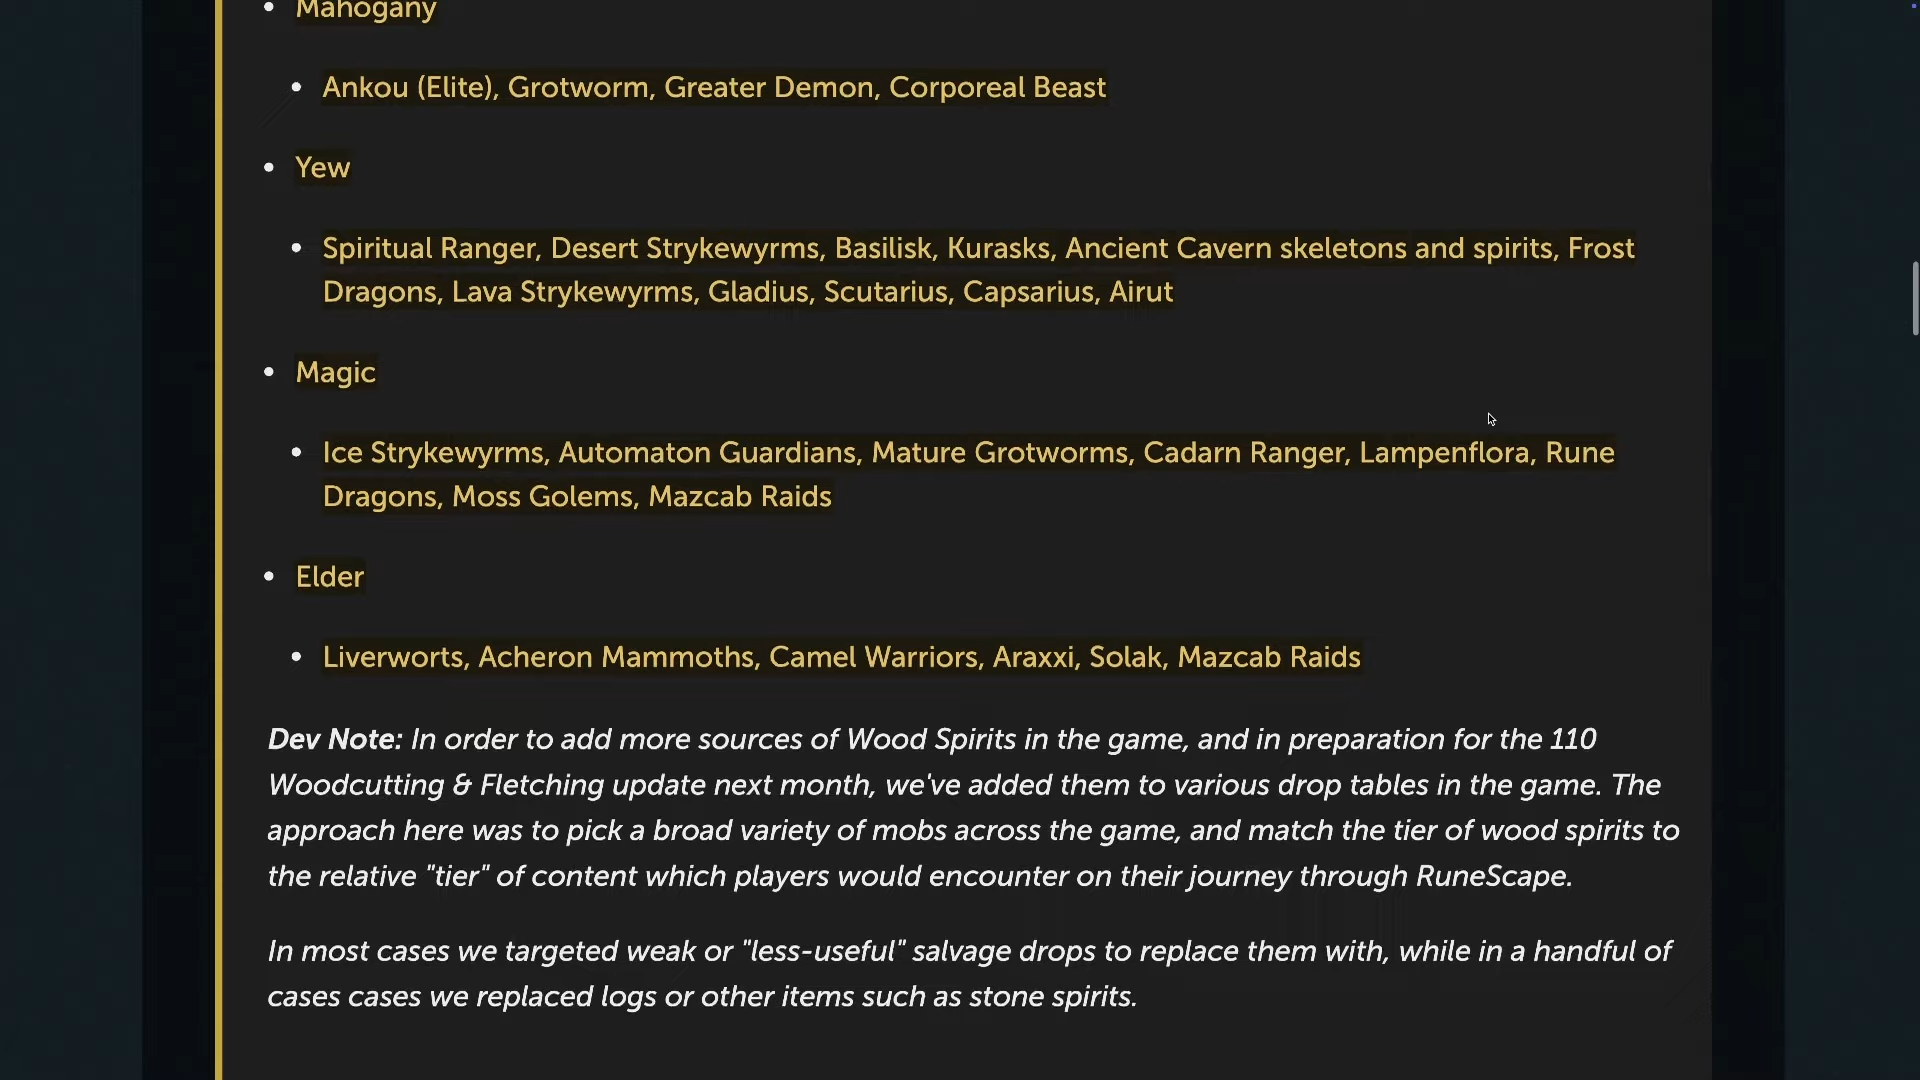 Mahogany
Ankou (Elite), Grotworm, Greater Demon, Corporeal Beast
Yew
Spiritual Ranger, Desert Strykewyrms, Basilisk, Kurasks, Ancient Cavern skeletons and spirits, Frost
Dragons, Lava Strykewyrms, Gladius, Scutarius, Capsarius, Airut
Magic
Ice Strykewyrms, Automaton Guardians, Mature Grotworms, Cadarn Ranger, Lampenflora, Rune
Dragons, Moss Golems, Mazcab Raids
Elder
Liverworts, Acheron Mammoths, Camel Warriors, Araxxi, Solak, Mazcab Raids
Dev Note: In order to add more sources of Wood Spirits in the game, and in preparation for the 110
Woodcutting & Fletching update next month, we've added them to various drop tables in the game. The
approach here was to pick a broad variety of mobs across the game, and match the tier of wood spirits to
the relative "tier" of content which players would encounter on their journey through RuneScape.
In most cases we targeted weak or "less-useful" salvage drops to replace them with, while in a handful of
cases cases we replaced logs or other items such as stone spirits.